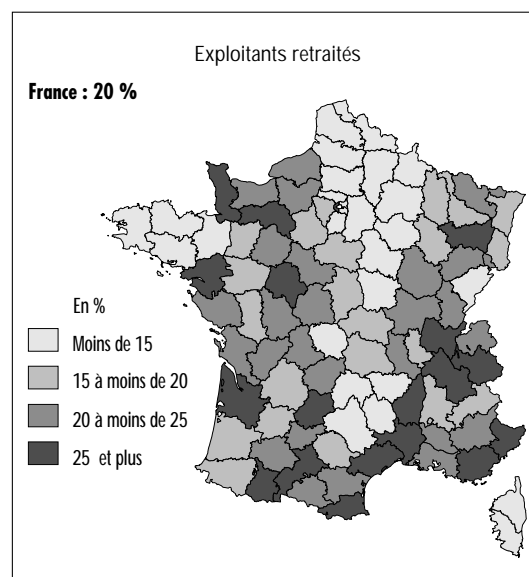 Exploitants retraités
France : 20 %
En %
Moins de 15
15 à moins de 20
20 à moins de 25
25 et plus